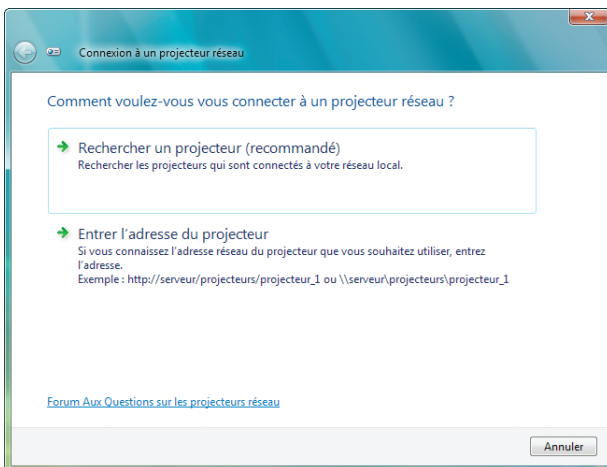 Connexion à un projecteur réseau
Comment voulez-vous vous connecter à un projecteur réseau ?
Rechercher un projecteur (recommandé)
Rechercher les projecteurs qui sont connectés à votre réseau local.
Entrer l'adresse du projecteur
Si vous connaissez l'adresse réseau du projecteur que vous souhaitez utiliser, entrez
l'adresse.
Exemple : http://serveur/projecteurs/projecteur_1 ou \\serveur\projecteurs\projecteur_1
Forum Aux Questions sur les projecteurs réseau
Annuler